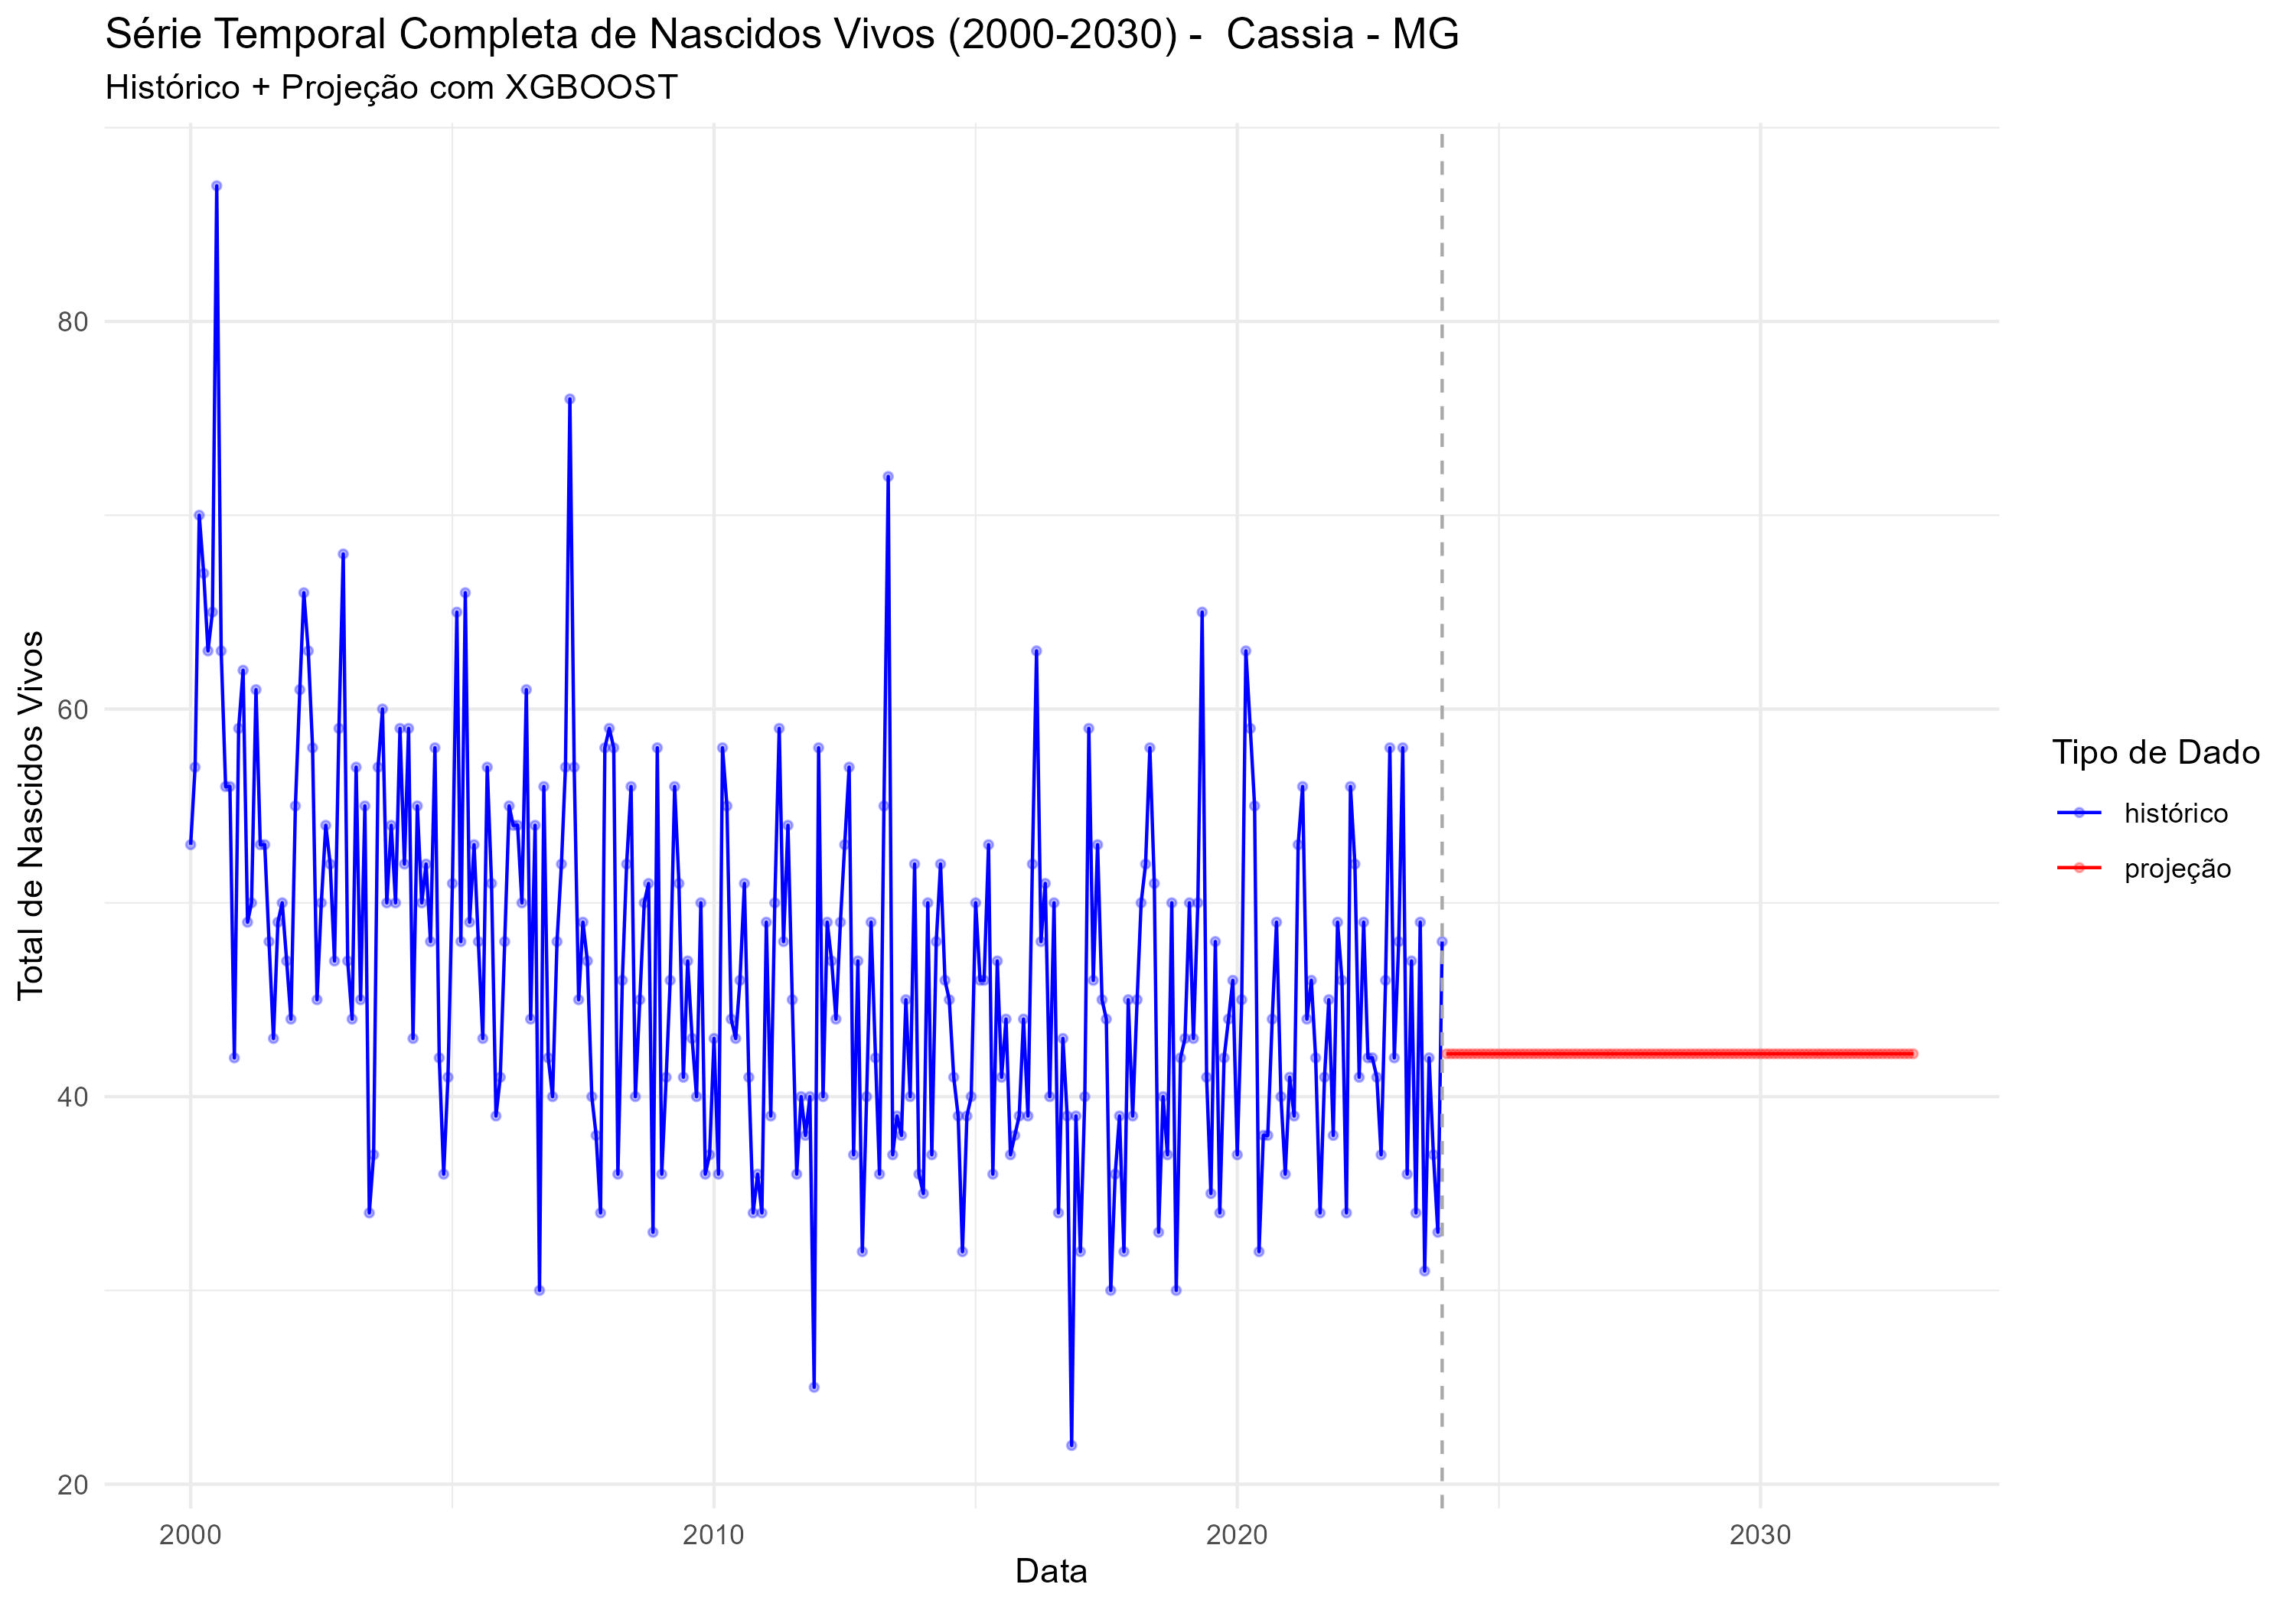 Série Temporal Completa de Nascidos Vivos (2000-2030) -  Cassia - MG
Histórico + Projeção com XGBOOST
Total de Nascidos Vivos
80
60
40
20
2000
2010
2020
2030
Data
Tipo de Dado
histórico
projeção